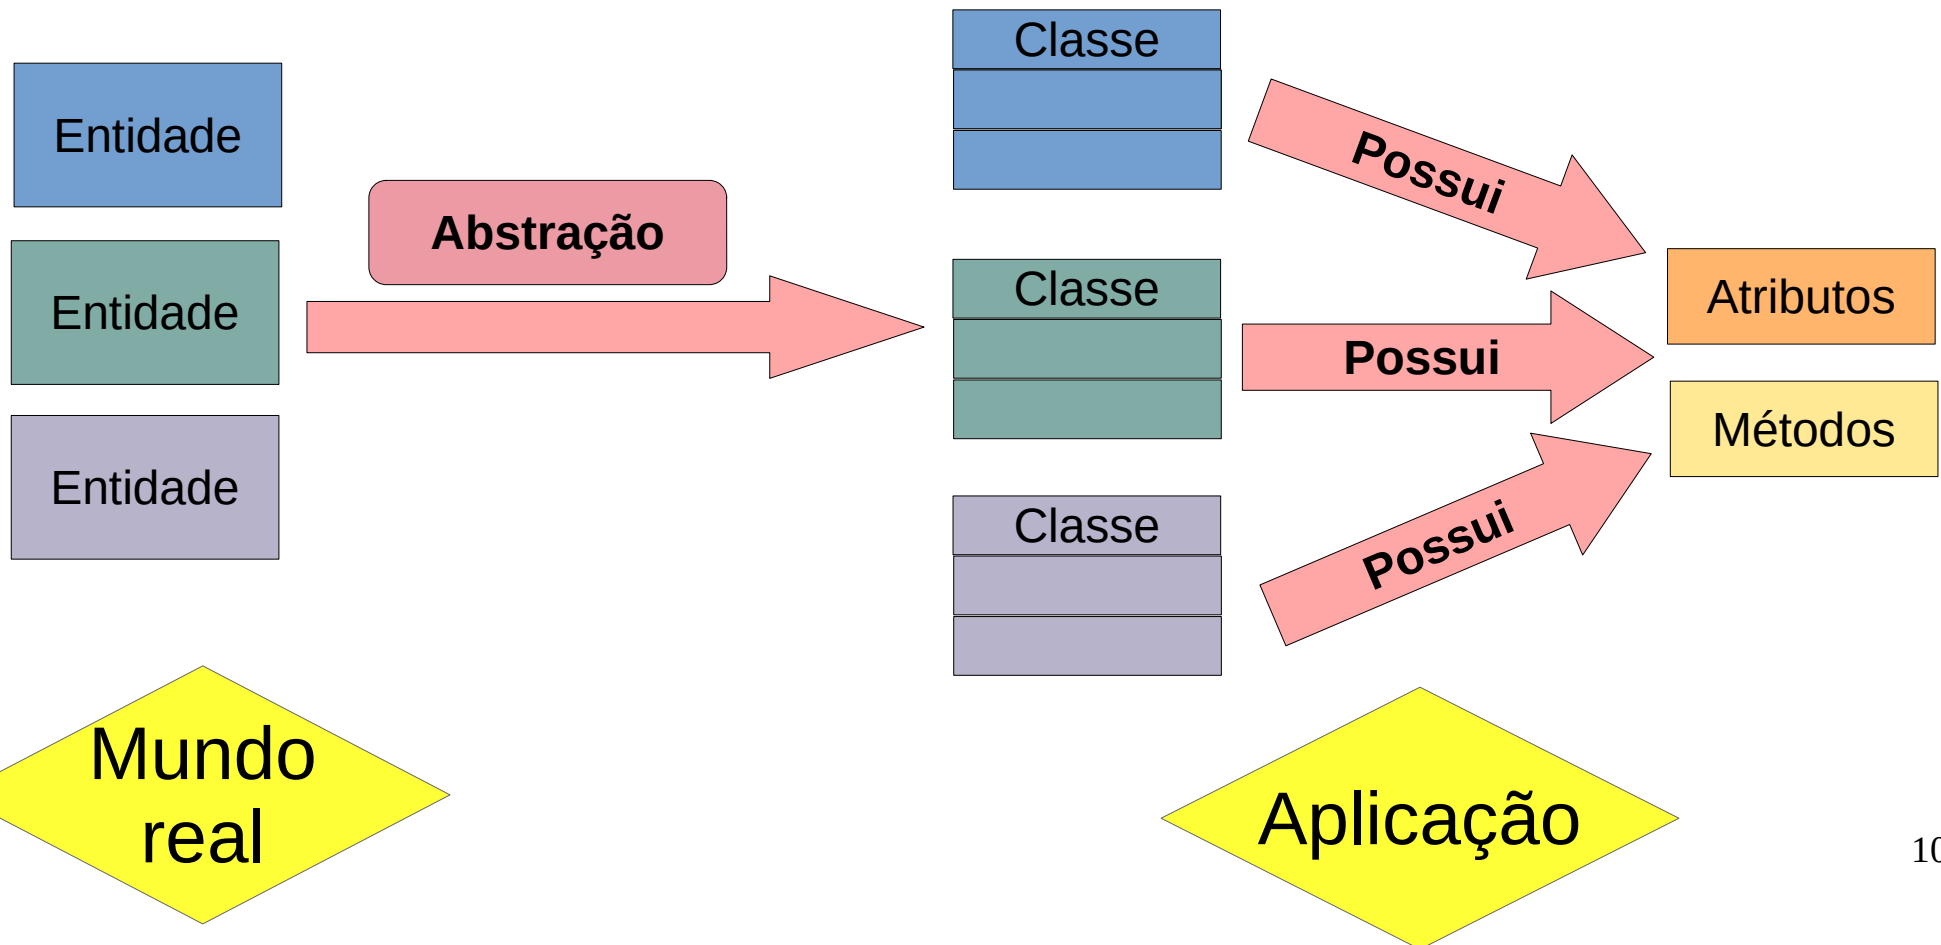 Entidade
Entidade
Entidade
Abstração
Classe
Classe
Classe
Possui
Possui
Possui
Atributos
Métodos
Mundo
real
Aplicação